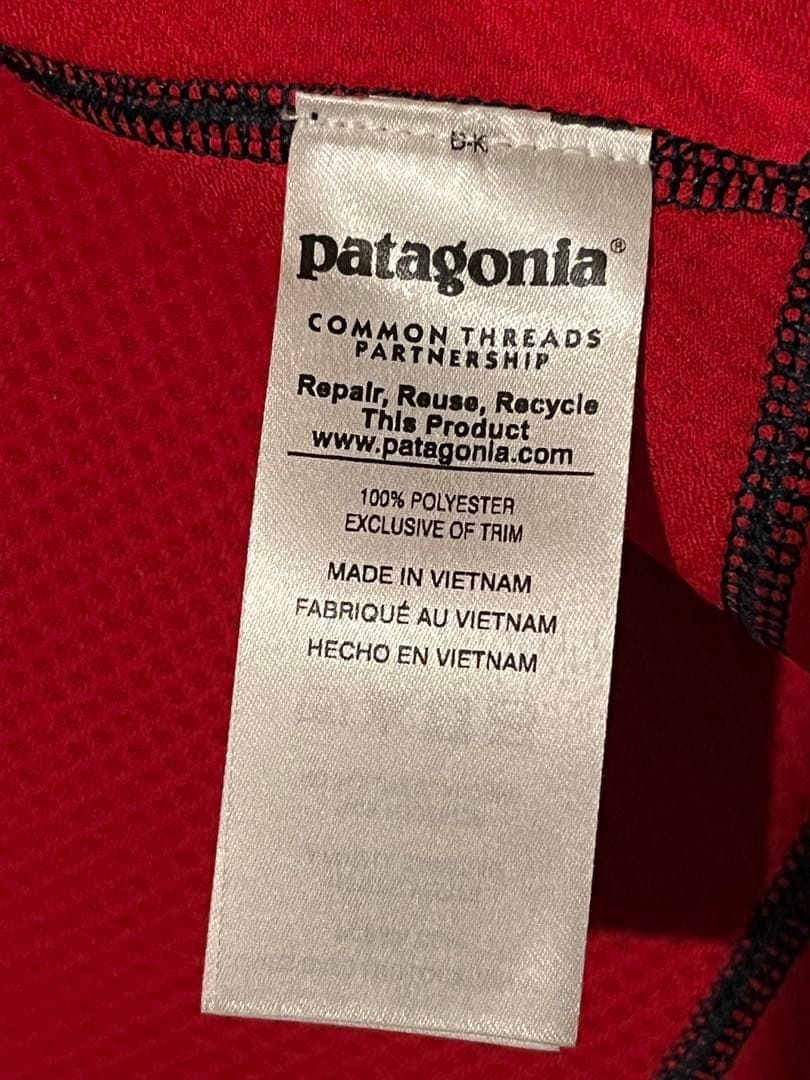 patagonia®
COMMON THREADS
PARTNERSHIP
Repair, Reuse, Recycle
This Product
www.patagonia.com
100% POLYESTER
EXCLUSIVE OF TRIM
MADE IN VIETNAM
FABRIQUÉ AU VIETNAM
HECHO EN VIETNAM